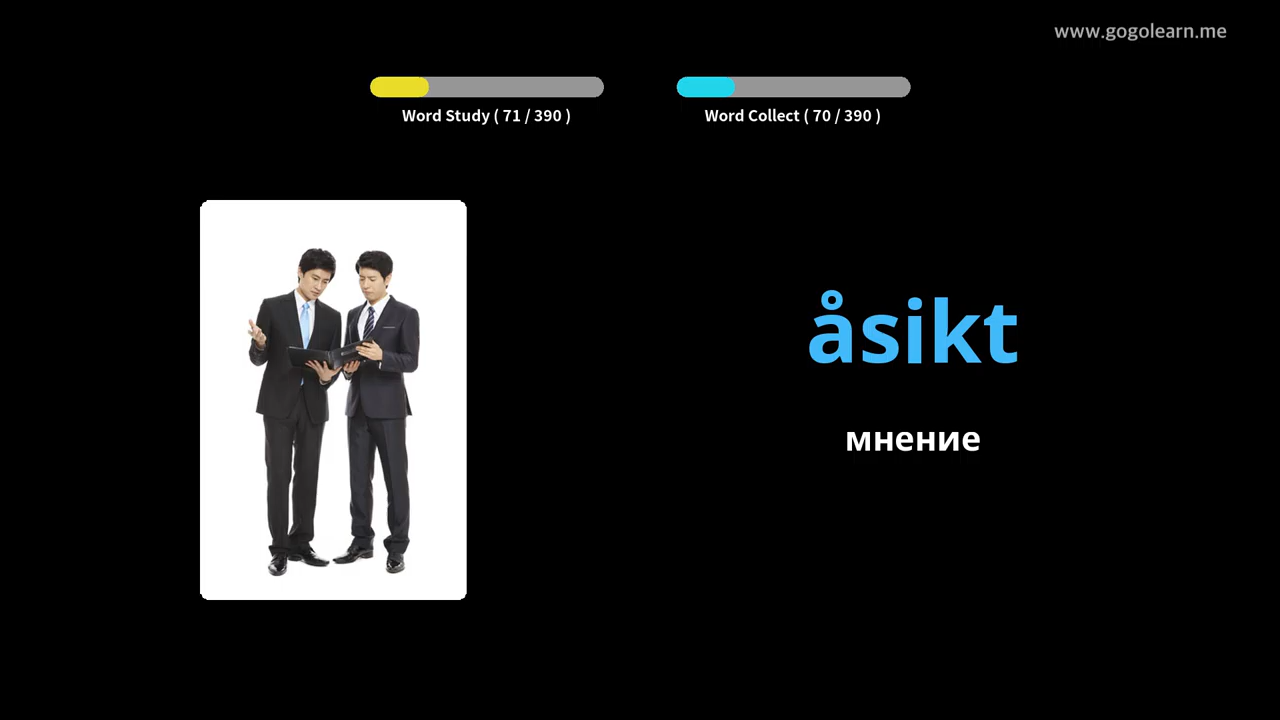 www.gogolearn.me
Word Study ( 71 / 390 )
Word Collect ( 70 / 390 )
åsikt
мнение